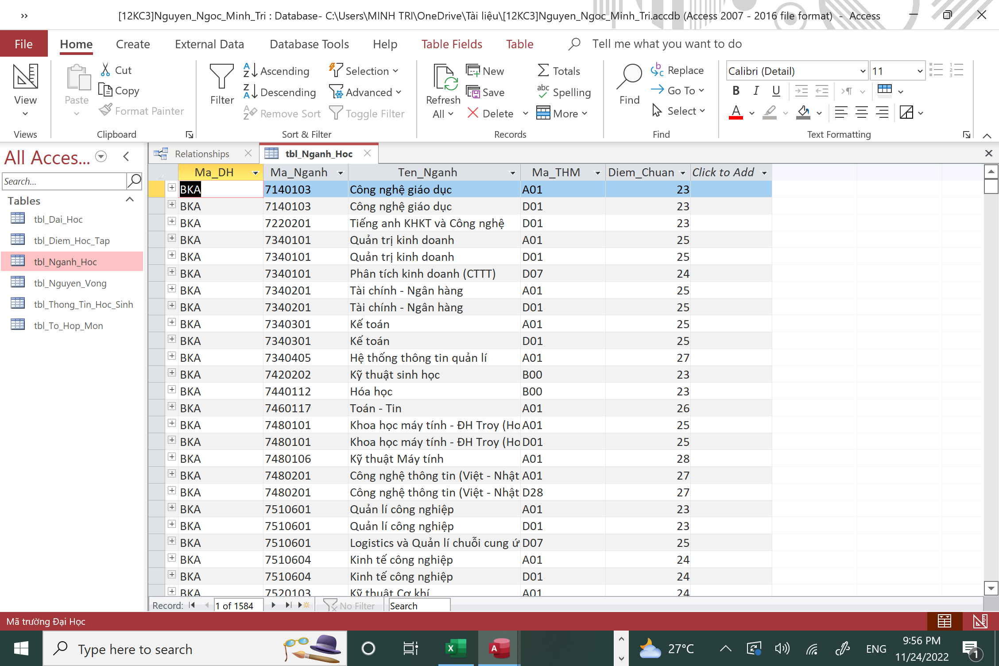 [12KC3]Nguyen_Ngoc_Minh_Tri : Database- C:\Users\MINH TRI\OneDrive\Tài liệu\[12KC3]Nguyen_Ngoc_Minh_Tri.accdb (Access 2007 - 2016 file format) - Access
File Home Create External Data Database Tools Help Table Fields Table Tell me what you want to do
View
Views
Paste
Cut
Copy
Format Painter
Clipboard
Filter
Ascending
Descending
Remove Sort
Selection
Advanced
Toggle Filter
Sort & Filter
Refresh
All
New
Save
Delete
Totals
Spelling
More
Records
Find
Replace
Go To
Select
Find
Calibri (Detail) 11
B I U
A
Text Formatting
All Acces...
Search...
Tables
tbl_Dai_Hoc
tbl_Diem_Hoc_Tap
tbl_Nganh_Hoc
tbl_Nguyen_Vong
tbl_Thong_Tin_Hoc_Sinh
tbl_To_Hop_Mon
Relationships tbl_Nganh_Hoc
Ma_DH Ma_Nganh Ten_Nganh Ma_THM Diem_Chuan Click to Add
BKA 7140103 Công nghệ giáo dục A01 23
BKA 7140103 Công nghệ giáo dục D01 23
BKA 7220201 Tiếng anh KHKT và Công nghệ D01 23
BKA 7340101 Quản trị kinh doanh A01 25
BKA 7340101 Quản trị kinh doanh D01 25
BKA 7340101 Phân tích kinh doanh (CTTT) D07 24
BKA 7340201 Tài chính - Ngân hàng A01 25
BKA 7340201 Tài chính - Ngân hàng D01 25
BKA 7340301 Kế toán A01 25
BKA 7340301 Kế toán D01 25
BKA 7340405 Hệ thống thông tin quản lí A01 27
BKA 7420202 Kỹ thuật sinh học B00 23
BKA 7440112 Hóa học B00 23
BKA 7460117 Toán - Tin A01 26
BKA 7480101 Khoa học máy tính - ĐH Troy (Ho A01 25
BKA 7480101 Khoa học máy tính - ĐH Troy (Ho D01 25
BKA 7480106 Kỹ thuật Máy tính A01 28
BKA 7480201 Công nghệ thông tin (Việt - Nhật A01 27
BKA 7480201 Công nghệ thông tin (Việt - Nhật D28 27
BKA 7510601 Quản lí công nghiệp A01 23
BKA 7510601 Quản lí công nghiệp D01 23
BKA 7510601 Logistics và Quản lí chuỗi cung ứ D07 25
BKA 7510604 Kinh tế công nghiệp A01 24
BKA 7510604 Kinh tế công nghiệp D01 24
BKA 7520103 Kỹ thuật Cơ khí A01 24
Record: 1 of 1584 No Filter Search
Mã trường Đại Học
Type here to search
27°C
ENG
9:56 PM
11/24/2022
1